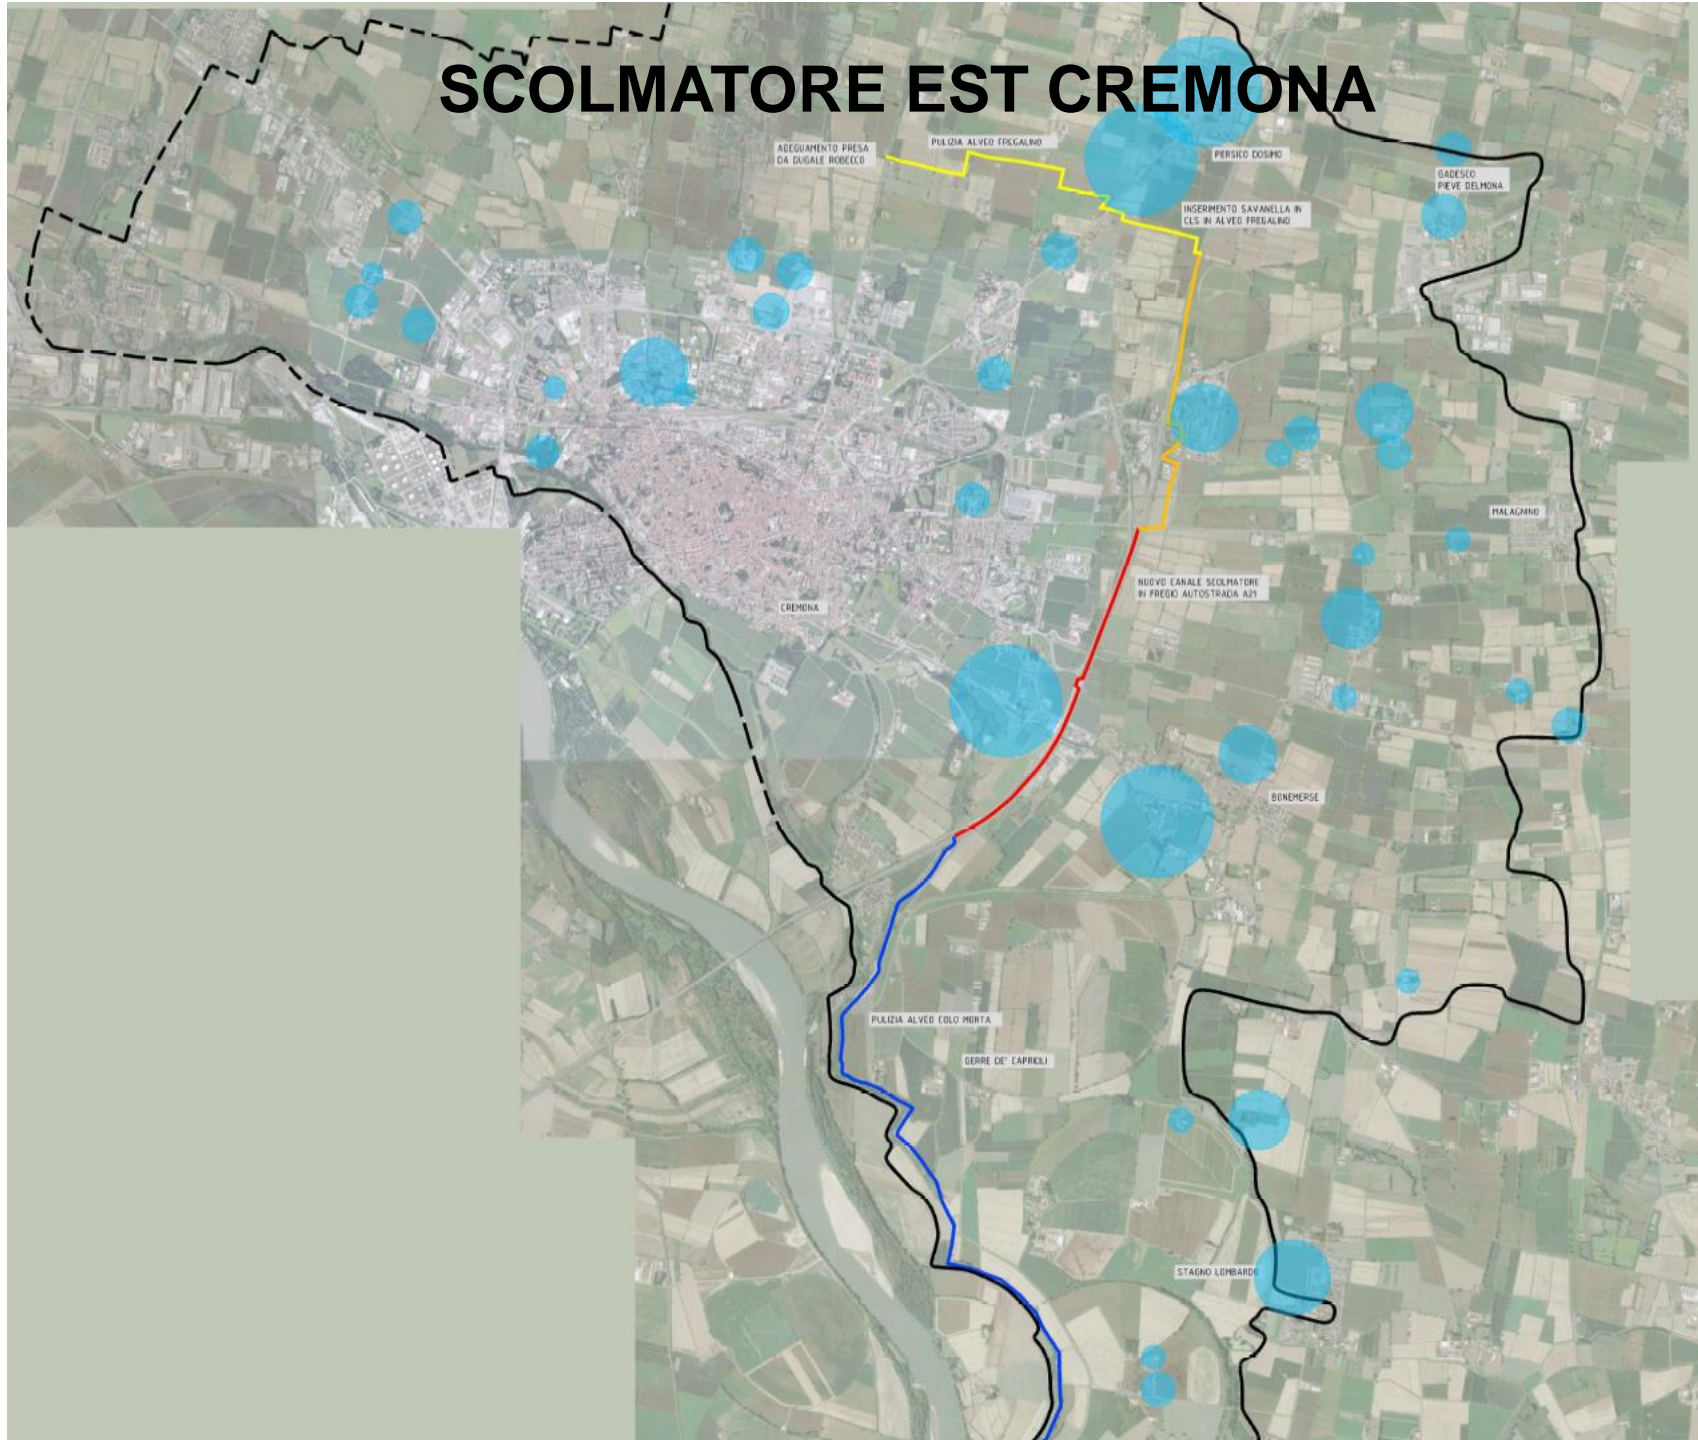 SCOLMATORE EST CREMONA
ADEGUAMENTO PRESA
DA DUGALE ROBECCO
PULIZIA ALVEO FREGALINO
PERSICO DOSIMO
GADESCO
PIEVE DELMONA
INSERIMENTO SAVANELLA IN
CLS IN ALVEO FREGALINO
MALAGNINO
NUOVO CANALE SCOLMATORE
IN FREGIO AUTOSTRADA A21
CREMONA
BONEMERSE
PULIZIA ALVEO COLO MORTA
GERRE DE' CAPRIOLI
STAGNO LOMBARDO